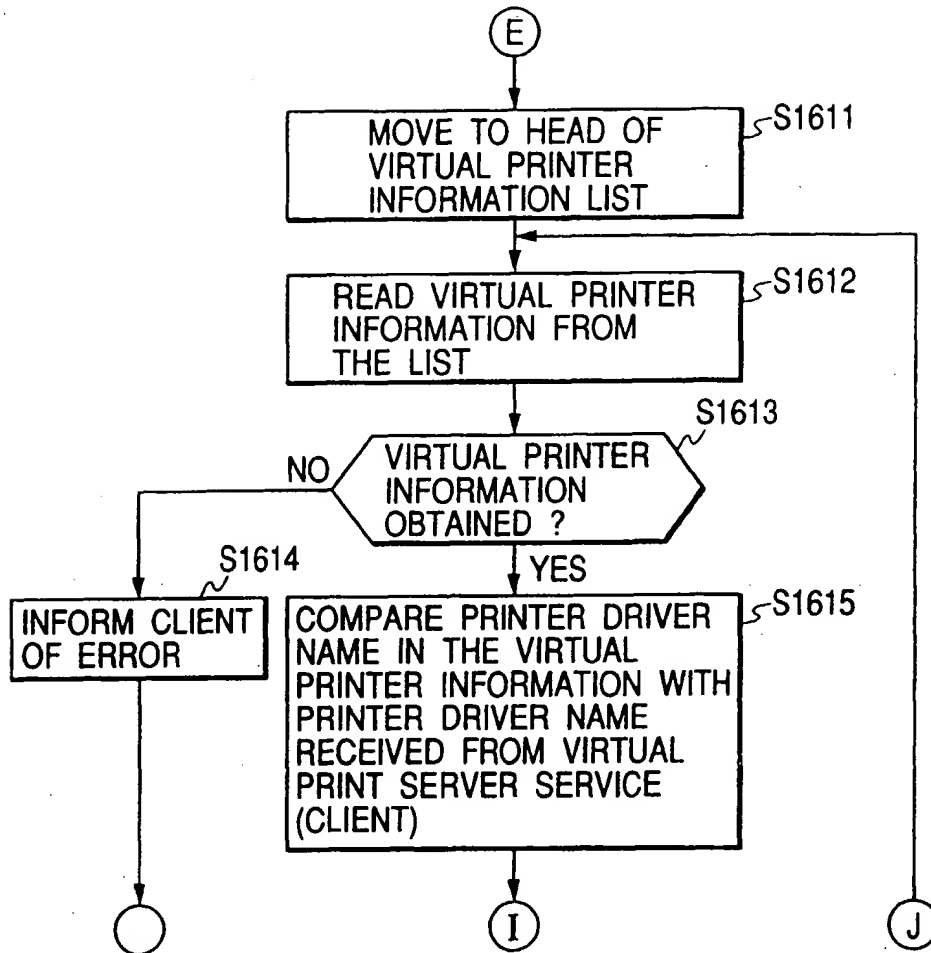 E
MOVE TO HEAD OF
VIRTUAL PRINTER
INFORMATION LIST
S1611
READ VIRTUAL PRINTER
INFORMATION FROM
THE LIST
S1612
VIRTUAL PRINTER
INFORMATION
OBTAINED ?
S1613
NO
YES
S1614
INFORM CLIENT
OF ERROR
COMPARE PRINTER DRIVER
NAME IN THE VIRTUAL
PRINTER INFORMATION WITH
PRINTER DRIVER NAME
RECEIVED FROM VIRTUAL
PRINT SERVER SERVICE
(CLIENT)
S1615
I
J